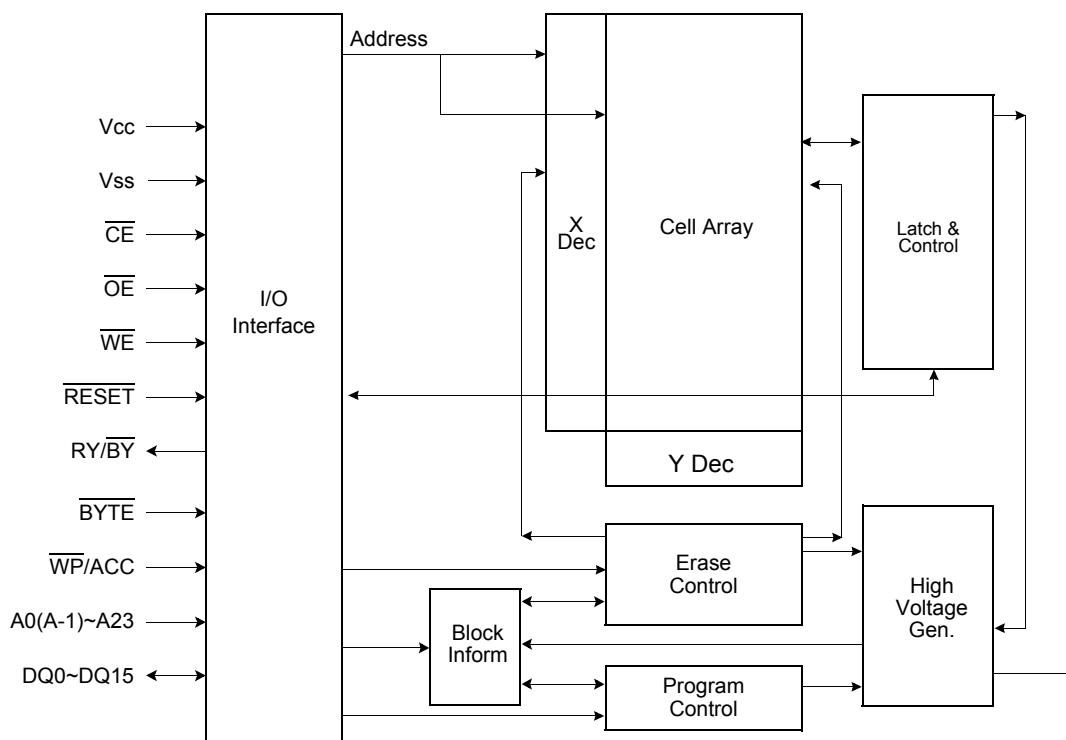 Address
Vcc
Vss
CE
OE
WE
RESET
RY/BY
BYTE
WP/ACC
A0(A-1)~A23
DQ0~DQ15
I/O
Interface
X
Dec
Cell Array
Y Dec
Latch &
Control
Erase
Control
Block
Inform
Program
Control
High
Voltage
Gen.